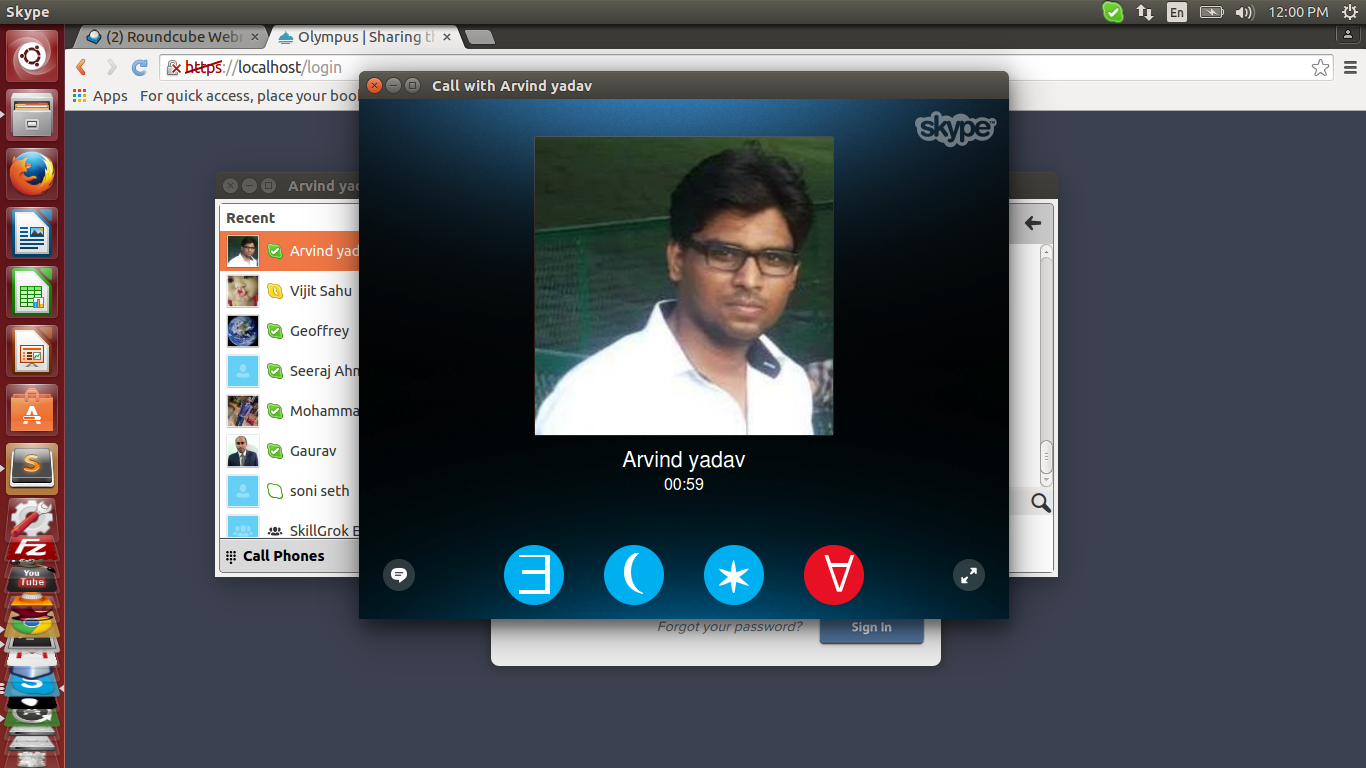 Skype
En
12:00 PM
(2) Roundcube Webr
Olympus | Sharing th
https://localhost/login
Apps
For quick access, place your boo
Call with Arvind yadav
skype
Arvind yad
Recent
Arvind yad
Vijit Sahu
Geoffrey
Seeraj Ahm
Mohamma
Gaurav
soni seth
SkillGrok E
Call Phones
Arvind yadav
00:59
∃ ( ✶ ∀
Forgot your password?
Sign In
A
S
FZ
You
Tube
S